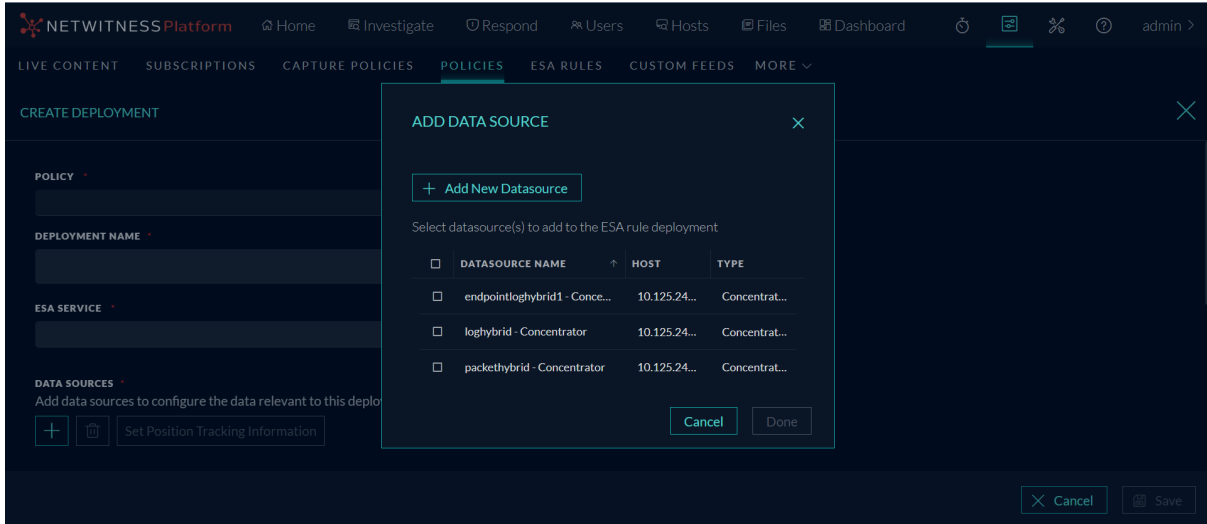 NETWITNESS Platform Home Investigate Respond Users Hosts Files Dashboard admin >
LIVE CONTENT SUBSCRIPTIONS CAPTURE POLICIES POLICIES ESA RULES CUSTOM FEEDS MORE
CREATE DEPLOYMENT
POLICY *
DEPLOYMENT NAME *
ESA SERVICE *
DATA SOURCES *
Add data sources to configure the data relevant to this deplo
Set Position Tracking Information
ADD DATA SOURCE
+ Add New Datasource
Select datasource(s) to add to the ESA rule deployment
DATASOURCE NAME ↑ HOST TYPE
endpointloghybrid1 - Conce... 10.125.24... Concentrat...
loghybrid - Concentrator 10.125.24... Concentrat...
packethybrid - Concentrator 10.125.24... Concentrat...
Cancel Done
Cancel Save